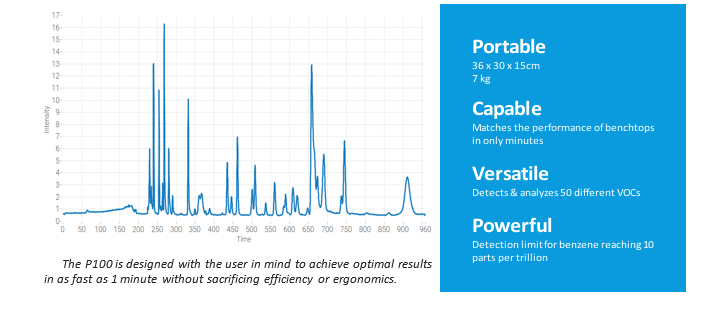 17
16
15
14
13
12
11
10
9
8
7
6
5
4
3
2
1
0
Intensity
0 50 100 150 200 250 300 350 400 450 500 550 600 650 700 750 800 850 900 960
Time
The P100 is designed with the user in mind to achieve optimal results
in as fast as 1 minute without sacrificing efficiency or ergonomics.
Portable
36 x 30 x 15cm
7 kg
Capable
Matches the performance of benchtops
in only minutes
Versatile
Detects & analyzes 50 different VOCs
Powerful
Detection limit for benzene reaching 10
parts per trillion